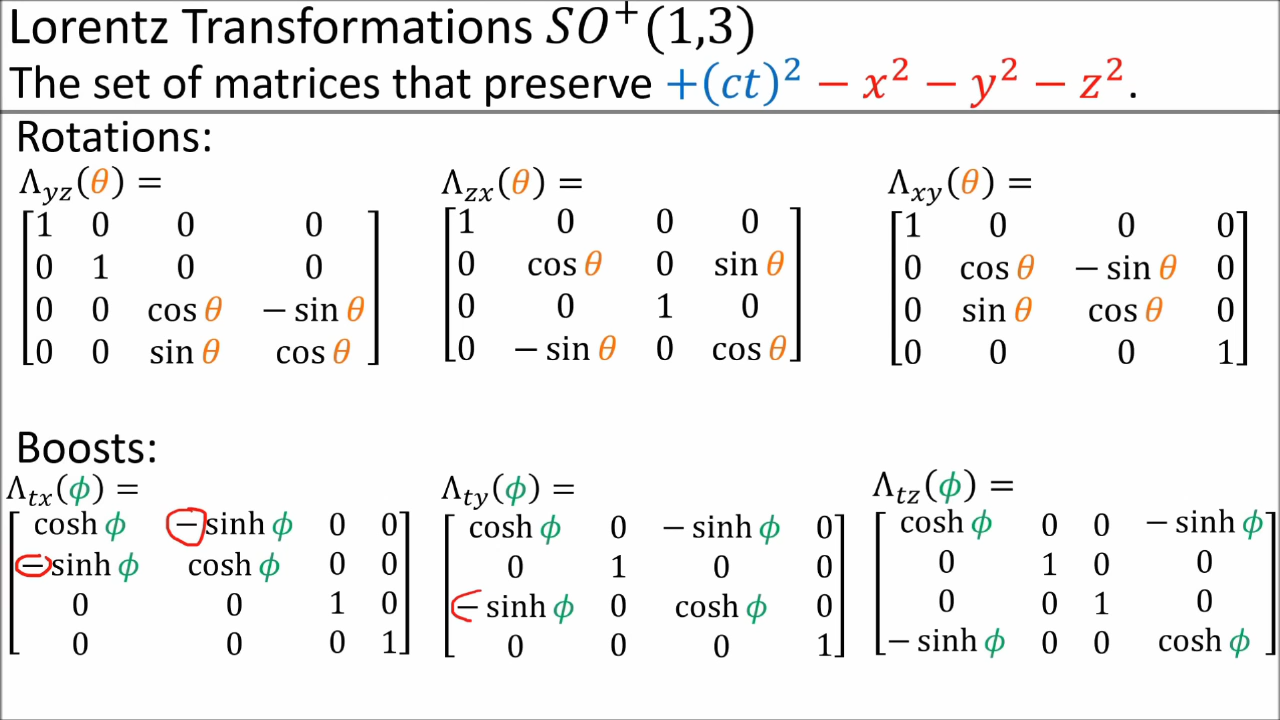 Lorentz Transformations SO⁺(1,3)
The set of matrices that preserve +(ct)² − x² − y² − z².
Rotations:
Λ_yz(θ) =
[1 0 0 0]
[0 1 0 0]
[0 0 cos θ − sin θ]
[0 0 sin θ cos θ]
Λ_zx(θ) =
[1 0 0 0]
[0 cos θ 0 sin θ]
[0 0 1 0]
[0 − sin θ 0 cos θ]
Λ_xy(θ) =
[1 0 0 0]
[0 cos θ − sin θ 0]
[0 sin θ cos θ 0]
[0 0 0 1]
Boosts:
Λ_tx(ϕ) =
[cosh ϕ − sinh ϕ 0 0]
[− sinh ϕ cosh ϕ 0 0]
[0 0 1 0]
[0 0 0 1]
Λ_ty(ϕ) =
[cosh ϕ 0 − sinh ϕ 0]
[0 1 0 0]
[− sinh ϕ 0 cosh ϕ 0]
[0 0 0 1]
Λ_tz(ϕ) =
[cosh ϕ 0 0 − sinh ϕ]
[0 1 0 0]
[0 0 1 0]
[− sinh ϕ 0 0 cosh ϕ]